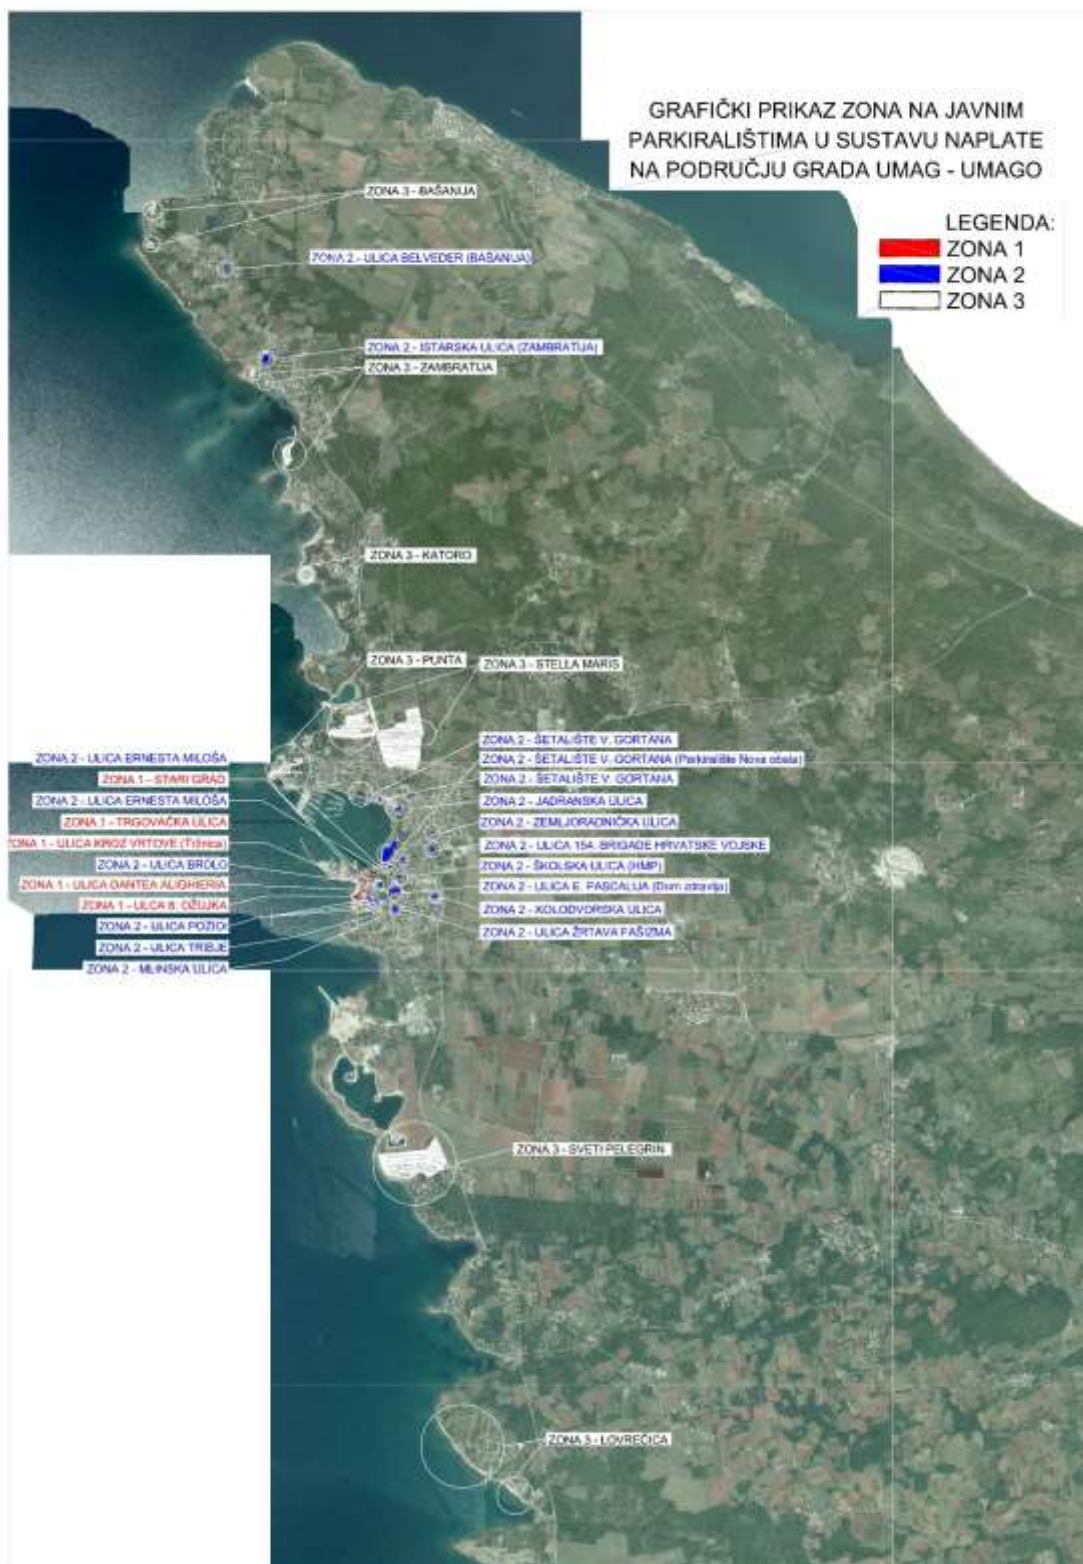 GRAFIČKI PRIKAZ ZONA NA JAVNIM
PARKIRALIŠTIMA U SUSTAVU NAPLATE
NA PODRUČJU GRADA UMAG - UMAGO
LEGENDA:
ZONA 1
ZONA 2
ZONA 3
ZONA 3 - BAŠANIJA
ZONA 2 - ULICA BELVEDER (BAŠANIJA)
ZONA 2 - ISTARSKA ULICA (ZAMBRATIJA)
ZONA 3 - ZAMBRATIJA
ZONA 3 - KATORO
ZONA 3 - PUNTA
ZONA 3 - STELLA MARIS
ZONA 2 - ULICA ERNESTA MILOŠA
ZONA 1 - STARI GRAD
ZONA 2 - ULICA ERNESTA MILOŠA
ZONA 1 - TRGOVAČKA ULICA
ZONA 1 - ULICA KROZ VRTOVE (Tržnica)
ZONA 2 - ULICA BROLO
ZONA 1 - ULICA DANTEA ALIGHIERIA
ZONA 1 - ULICA 8. OŽUJKA
ZONA 2 - ULICA POZIOI
ZONA 2 - ULICA TRIBJE
ZONA 2 - MLINSKA ULICA
ZONA 2 - ŠETALIŠTE V. GORTANA
ZONA 2 - ŠETALIŠTE V. GORTANA (Parkiralište Nova obala)
ZONA 2 - ŠETALIŠTE V. GORTANA
ZONA 2 - JADRANSKA ULICA
ZONA 2 - ZEMLJORADNIČKA ULICA
ZONA 2 - ULICA 154. BRIGADE HRVATSKE VOJSKE
ZONA 2 - ŠKOLSKA ULICA (HMP)
ZONA 2 - ULICA E. PASCALIJA (Dom zdravlja)
ZONA 2 - KOLODVORSKA ULICA
ZONA 2 - ULICA ŽRTAVA FAŠIZMA
ZONA 3 - SVETI PELEGRIN
ZONA 3 - LOVREČICA